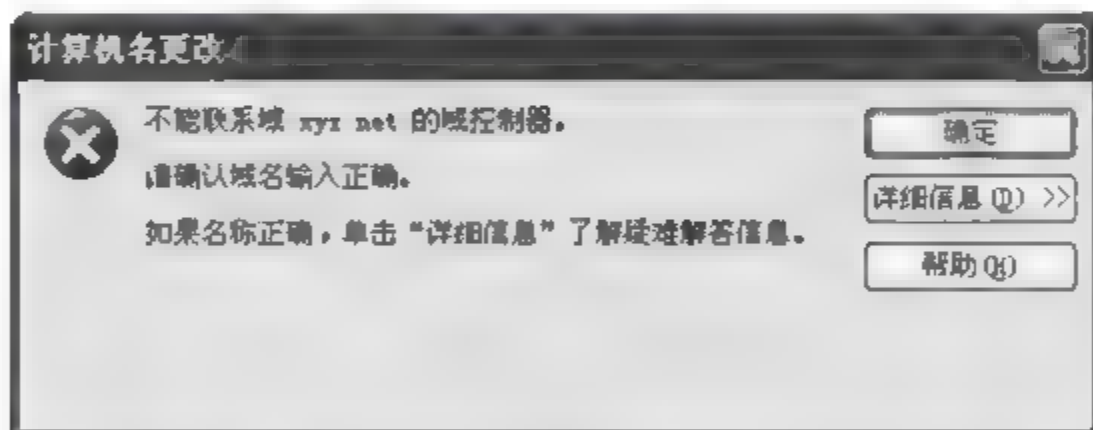 计算机名更改
不能联系域 xyz net 的域控制器。
请确认域名输入正确。
如果名称正确,单击“详细信息”了解疑难解答信息。
确定
详细信息(D) >>
帮助(H)